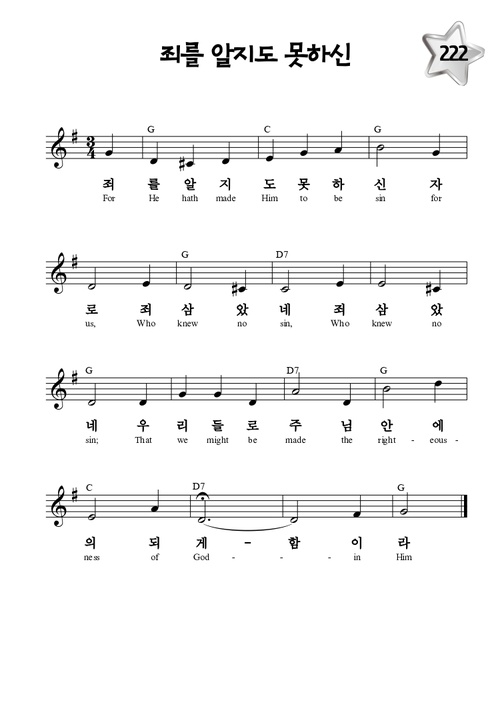 죄를 알지도 못하신
222
G C G
3
4
죄 를 알 지 도 못 하 신 자
For He hath made Him to be sin for
G D7
로 죄 삼 았 네 죄 삼 았
us, Who knew no sin, Who knew no
G D7 G
네 우 리 들 로 주 님 안 에
sin; That we might be made the right - eous -
C D7 G
의 되 게 - 함 이 라
ness of God - - - in Him